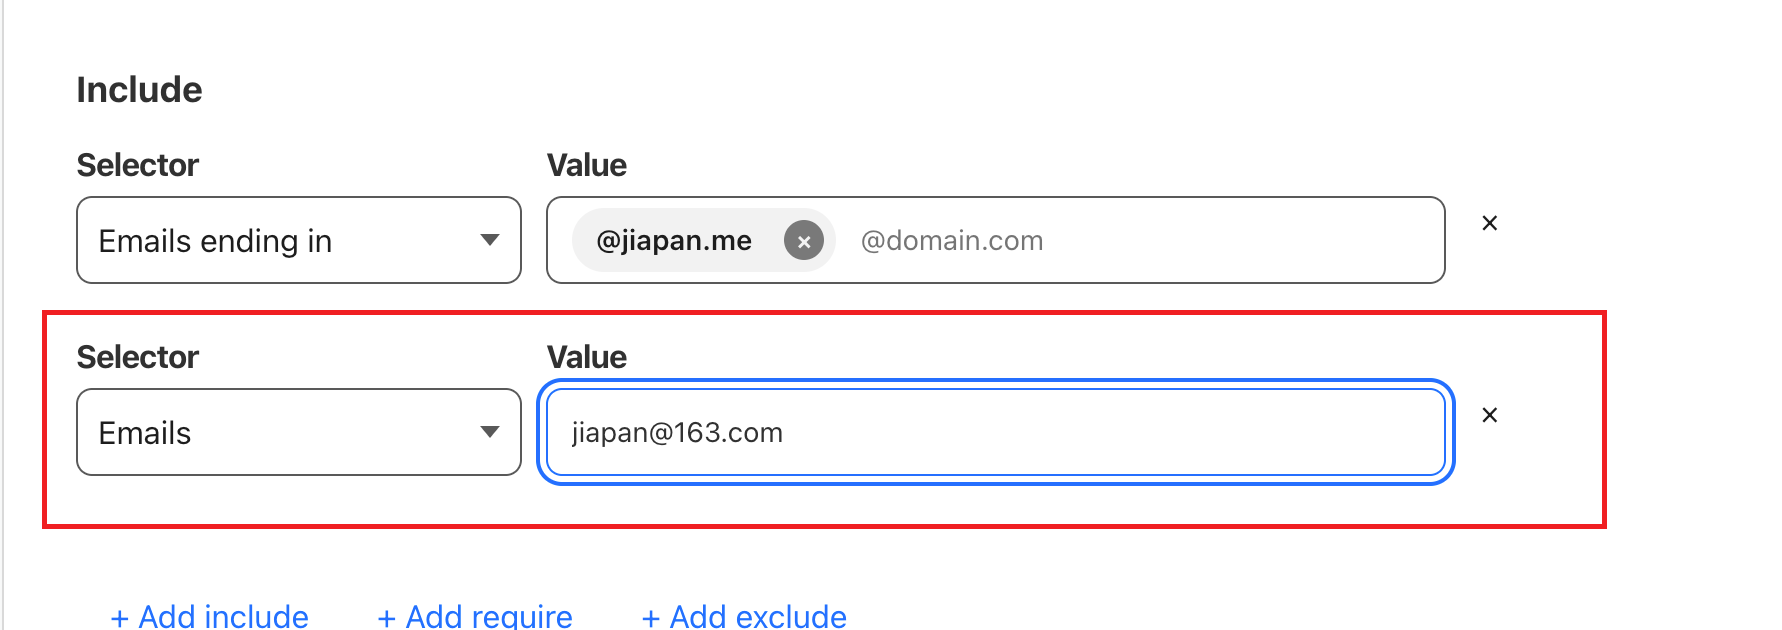 Include
Selector Value
Emails ending in @jiapan.me × @domain.com ×
Selector Value
Emails jiapan@163.com ×
+ Add include + Add require + Add exclude